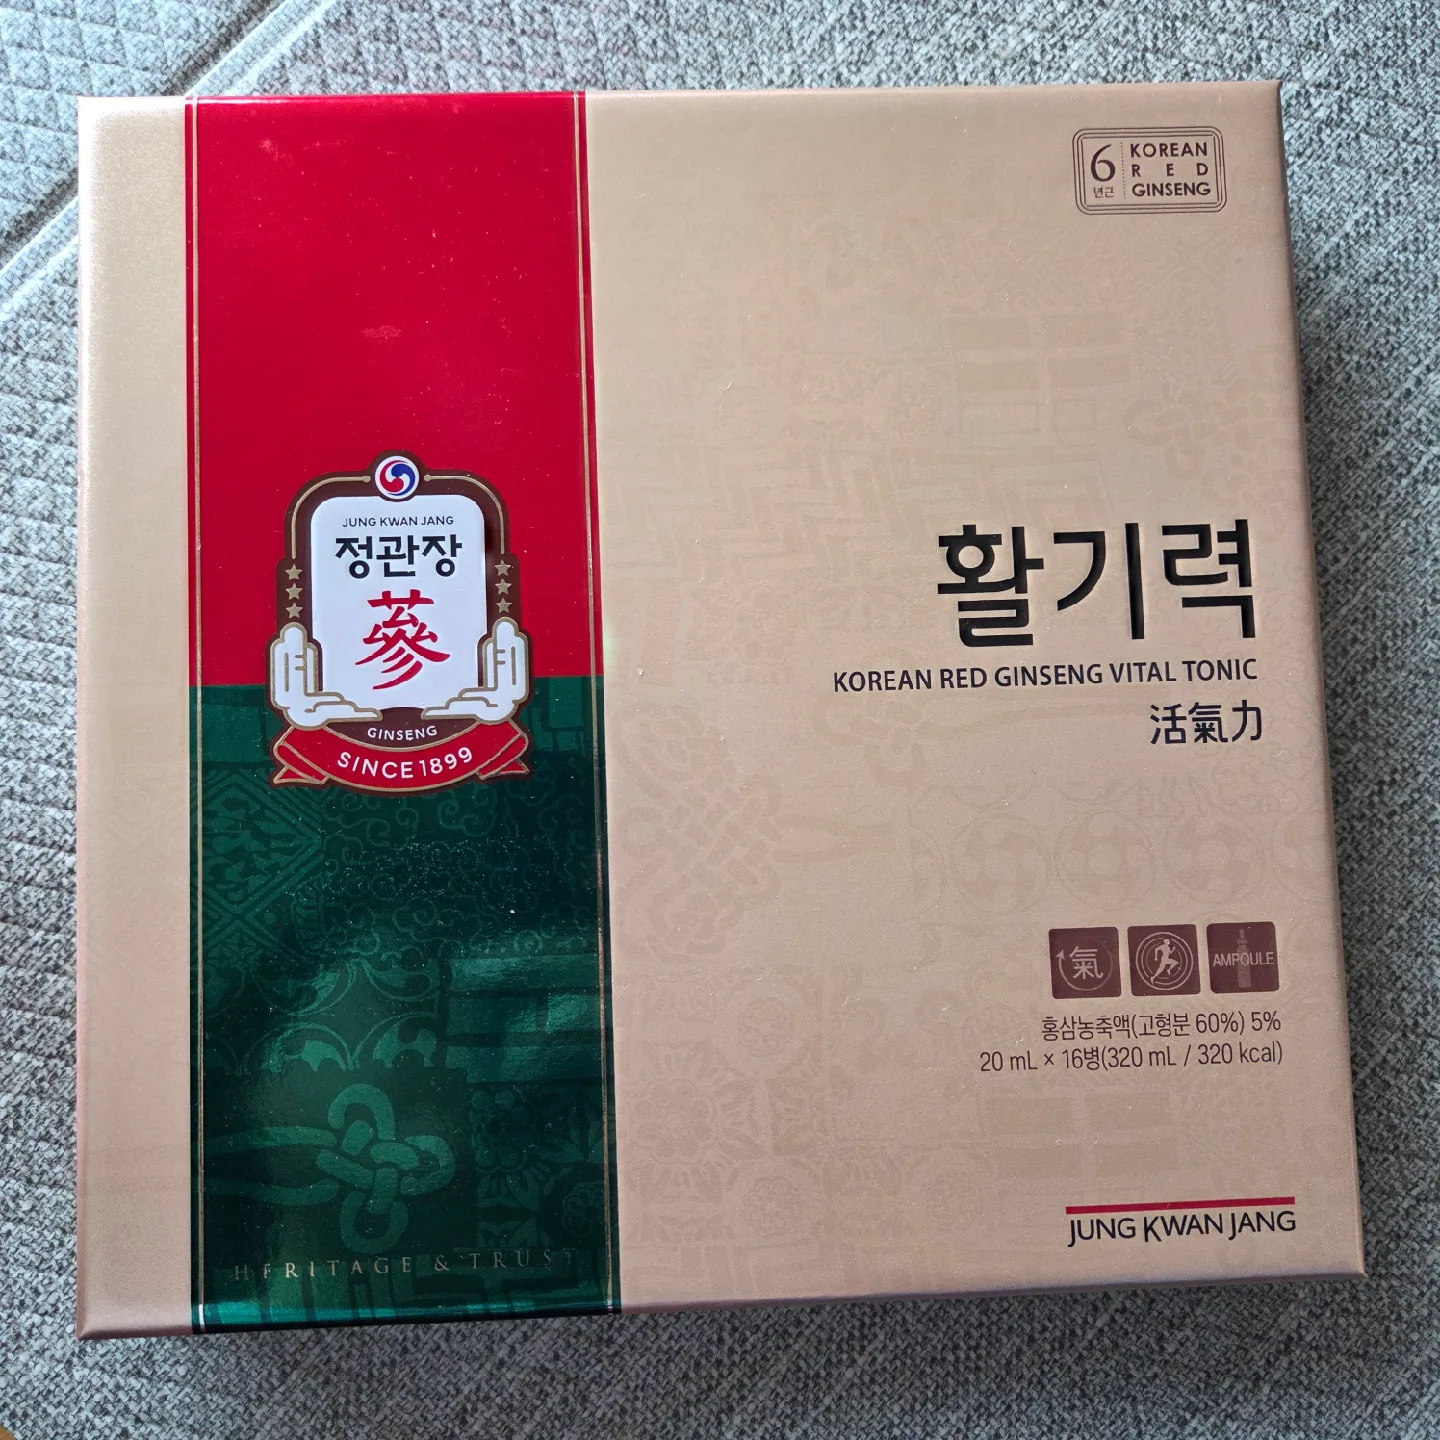 6
년근
KOREAN
RED
GINSENG
JUNG KWAN JANG
정관장
蔘
GINSENG
SINCE 1899
활기력
KOREAN RED GINSENG VITAL TONIC
活氣力
氣
AMPOULE
홍삼농축액(고형분 60%) 5%
20 mL × 16병(320 mL / 320 kcal)
JUNG KWAN JANG
HERITAGE & TRUST